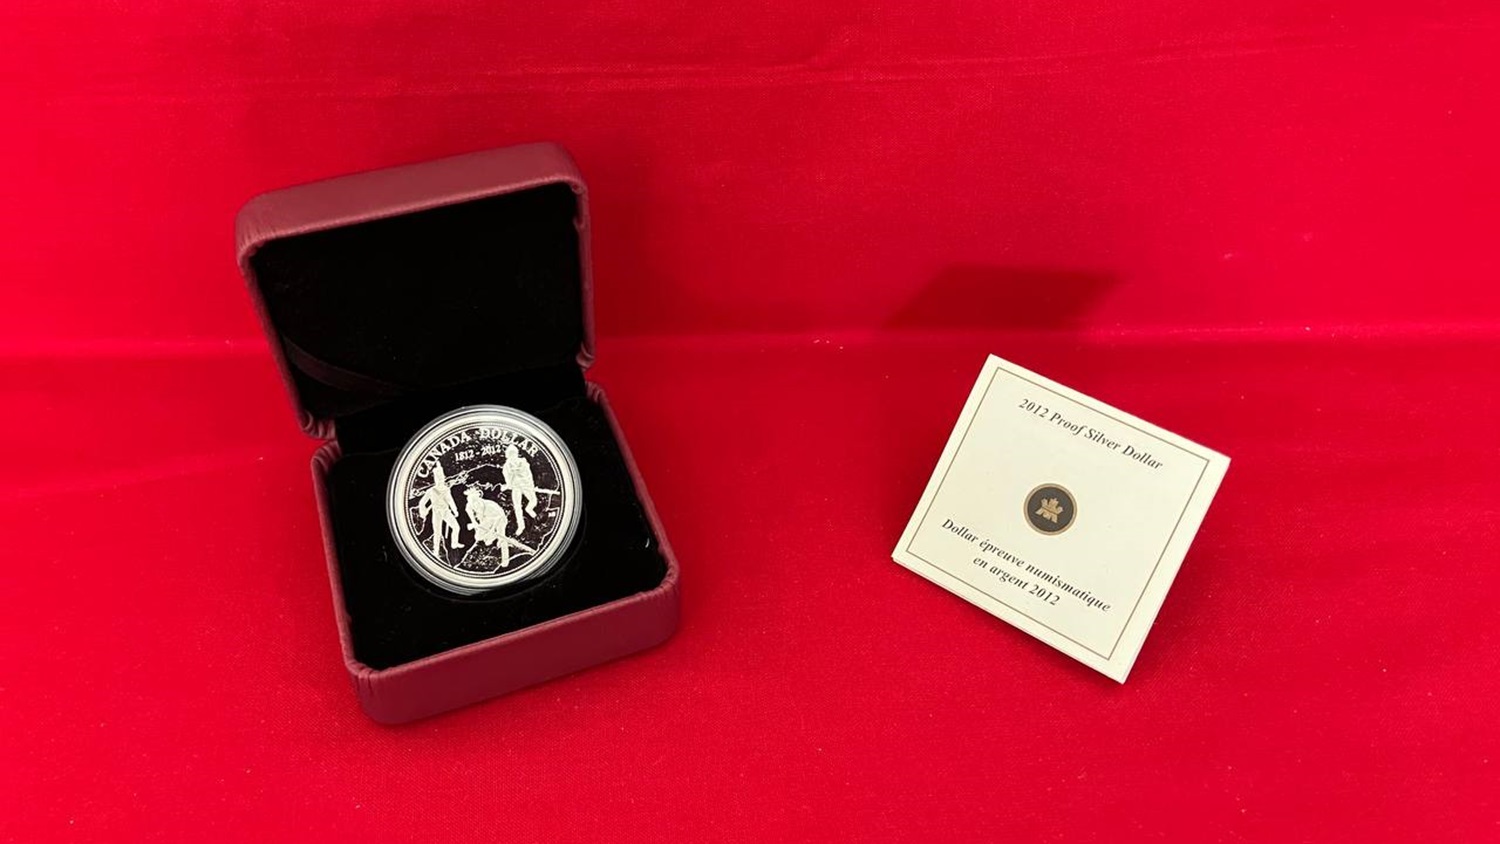 CANADA DOLLAR
1812 - 2012
2012 Proof Silver Dollar
Dollar épreuve numismatique
en argent 2012